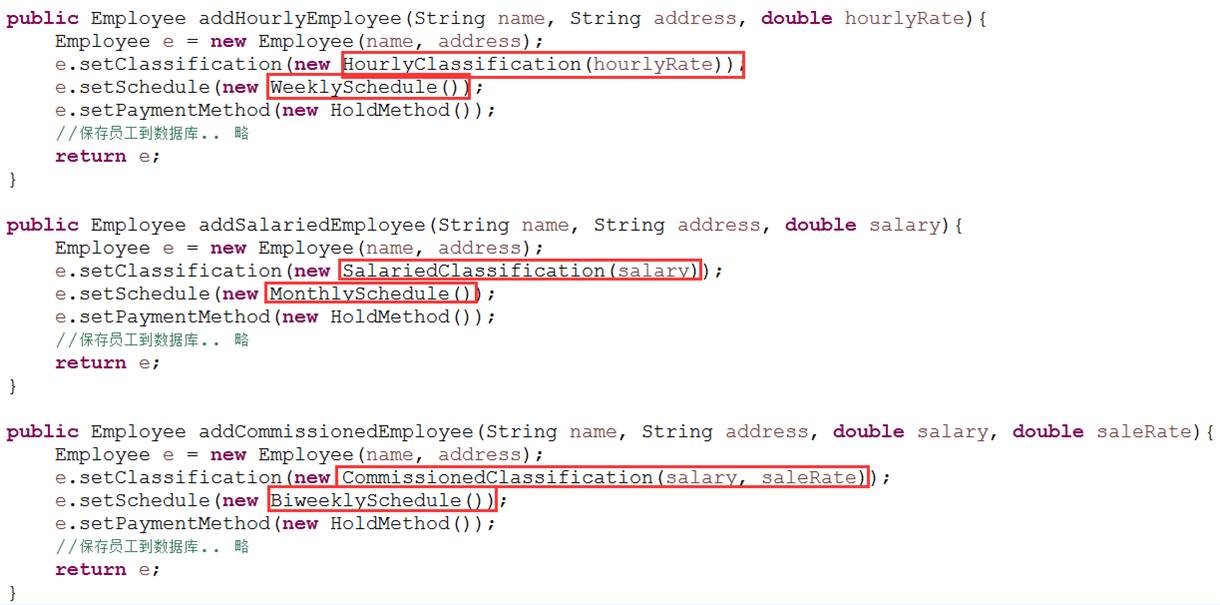 public Employee addHourlyEmployee(String name, String address, double hourlyRate){
Employee e = new Employee(name, address);
e.setClassification(new HourlyClassification(hourlyRate));
e.setSchedule(new WeeklySchedule());
e.setPaymentMethod(new HoldMethod());
//保存员工到数据库.. 略
return e;
}
public Employee addSalariedEmployee(String name, String address, double salary){
Employee e = new Employee(name, address);
e.setClassification(new SalariedClassification(salary));
e.setSchedule(new MonthlySchedule());
e.setPaymentMethod(new HoldMethod());
//保存员工到数据库.. 略
return e;
}
public Employee addCommissionedEmployee(String name, String address, double salary, double saleRate){
Employee e = new Employee(name, address);
e.setClassification(new CommissionedClassification(salary, saleRate));
e.setSchedule(new BiweeklySchedule());
e.setPaymentMethod(new HoldMethod());
//保存员工到数据库.. 略
return e;
}